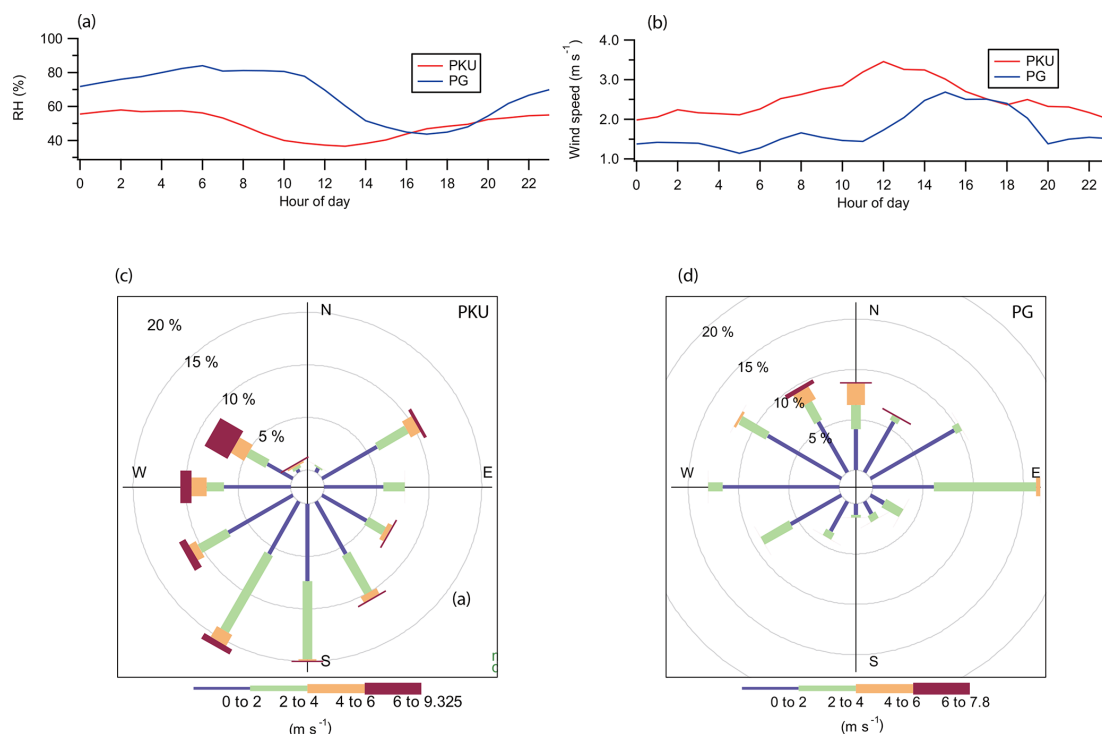 (a)
100
80
60
40
RH (%)
PKU
PG
0 2 4 6 8 10 12 14 16 18 20 22
Hour of day
(b)
4.0
3.0
2.0
1.0
Wind speed (m s⁻¹)
PKU
PG
0 2 4 6 8 10 12 14 16 18 20 22
Hour of day
(c)
PKU
N
20 %
15 %
10 %
5 %
W
E
S
(a)
0 to 2 2 to 4 4 to 6 6 to 9.325
(m s⁻¹)
(d)
PG
N
20 %
15 %
10 %
5 %
W
E
S
0 to 2 2 to 4 4 to 6 6 to 7.8
(m s⁻¹)